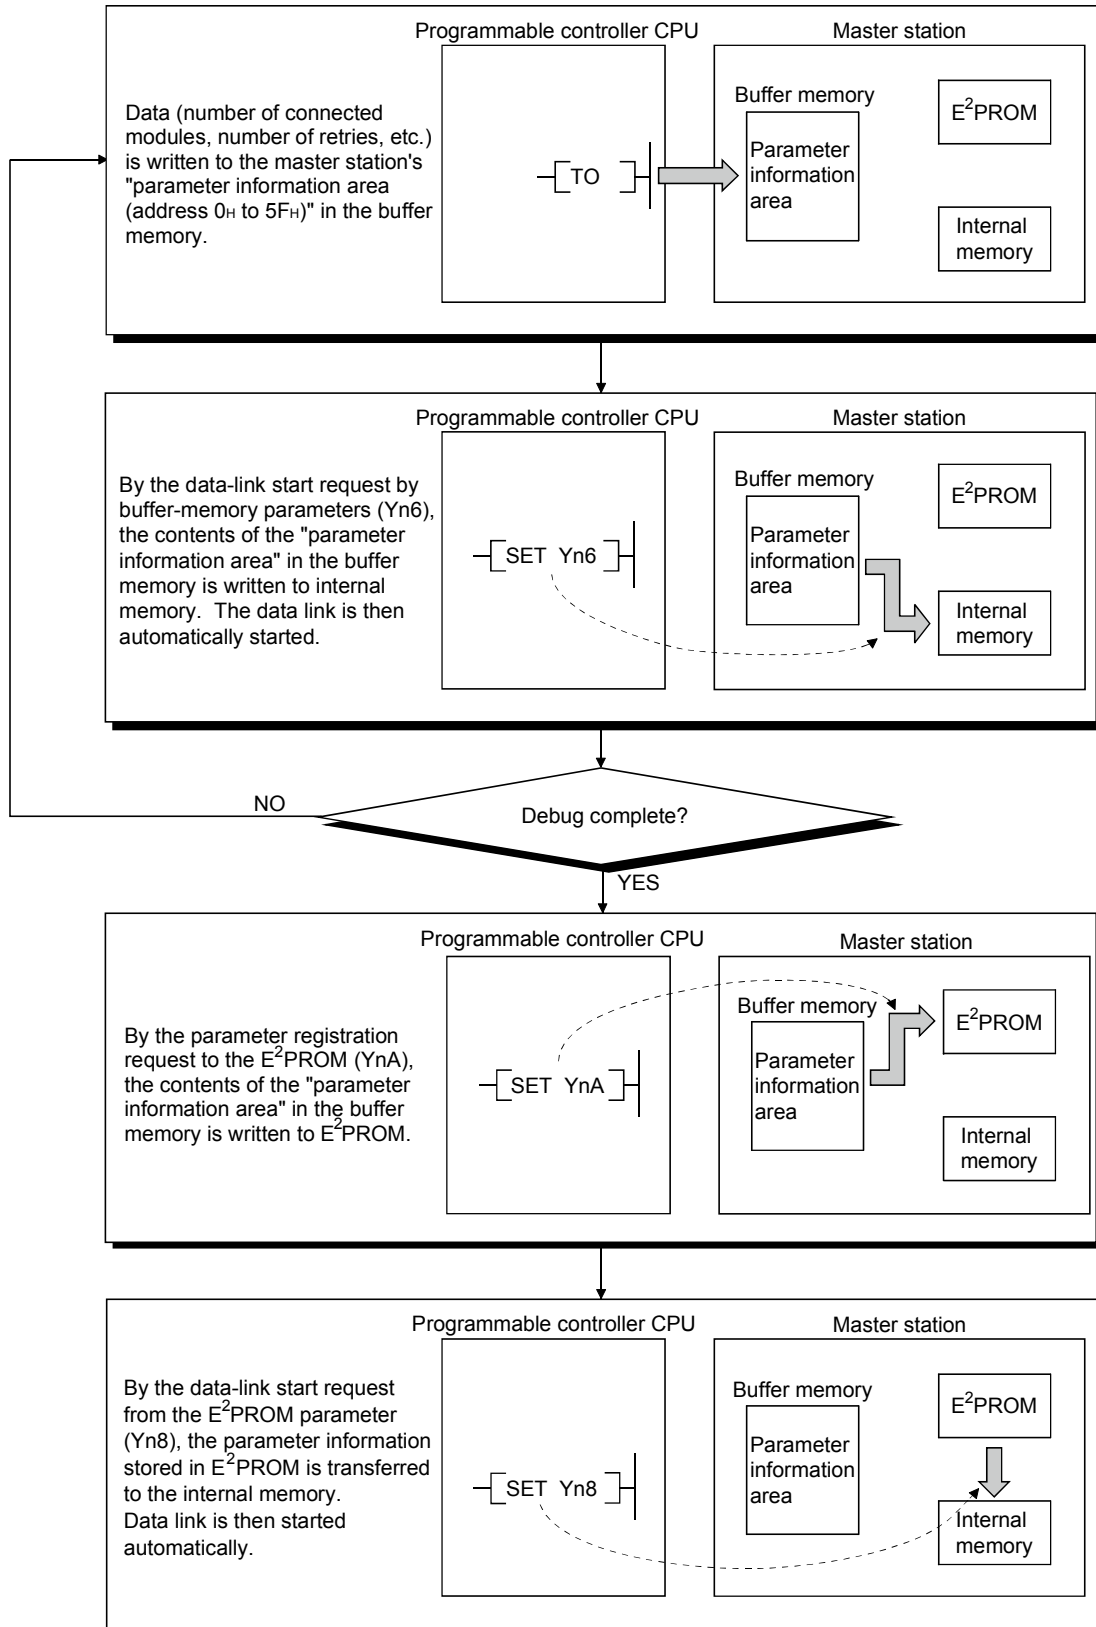 Programmable controller CPU
Master station
Data (number of connected
modules, number of retries, etc.)
is written to the master station's
"parameter information area
(address 0H to 5FH)" in the buffer
memory.
TO
Buffer memory
Parameter
information
area
E²PROM
Internal
memory
Programmable controller CPU
Master station
By the data-link start request by
buffer-memory parameters (Yn6),
the contents of the "parameter
information area" in the buffer
memory is written to internal
memory. The data link is then
automatically started.
SET Yn6
Buffer memory
Parameter
information
area
E²PROM
Internal
memory
NO
Debug complete?
YES
Programmable controller CPU
Master station
By the parameter registration
request to the E²PROM (YnA),
the contents of the "parameter
information area" in the buffer
memory is written to E²PROM.
SET YnA
Buffer memory
Parameter
information
area
E²PROM
Internal
memory
Programmable controller CPU
Master station
By the data-link start request
from the E²PROM parameter
(Yn8), the parameter information
stored in E²PROM is transferred
to the internal memory.
Data link is then started
automatically.
SET Yn8
Buffer memory
Parameter
information
area
E²PROM
Internal
memory